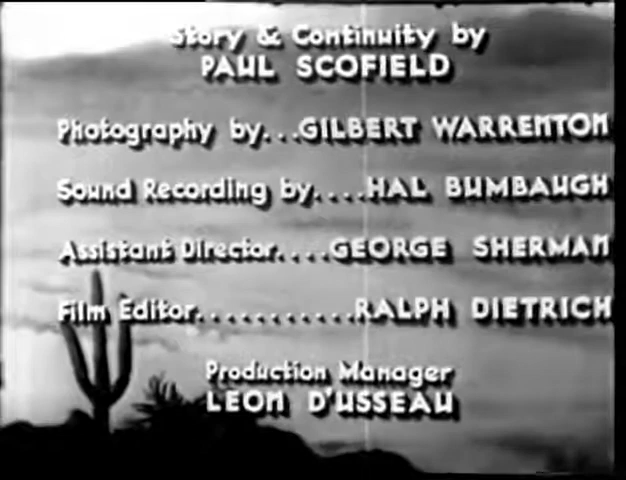 Story & Continuity by
PAUL SCOFIELD
Photography by...GILBERT WARRENTON
Sound Recording by....HAL BUMBAUGH
Assistant Director....GEORGE SHERMAN
Film Editor...........RALPH DIETRICH
Production Manager
LEON D'USSEAU